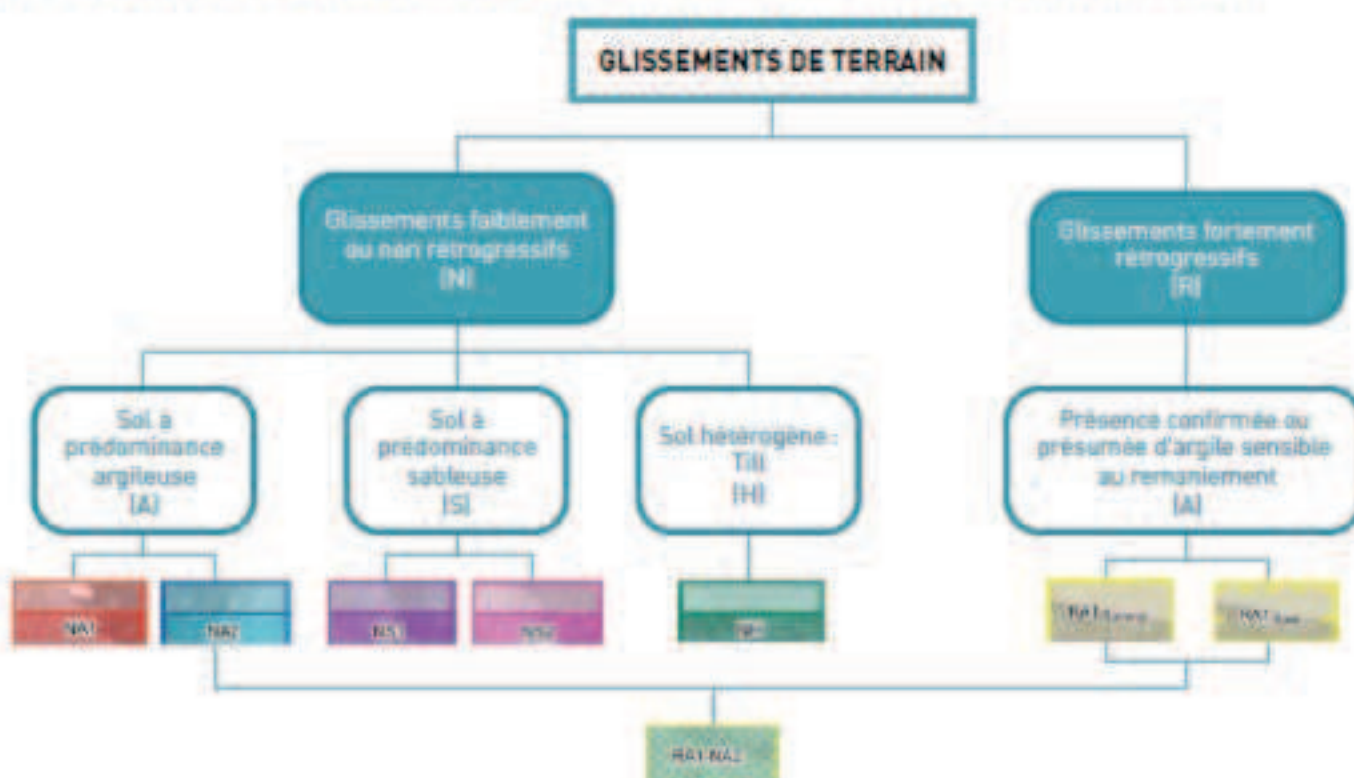 GLISSEMENTS DE TERRAIN
Glissements faiblement
ou non rétrogressifs
(N)
Glissements fortement
rétrogressifs
(R)
Sol à
prédominance
argileuse
(A)
Sol à
prédominance
sableuse
(S)
Sol hétérogène :
Till
(H)
Présence confirmée ou
présumée d'argile sensible
au remaniement
(A)
NA1
NA2
NS1
NS2
NH
RA1
RA1
RA1-NA2